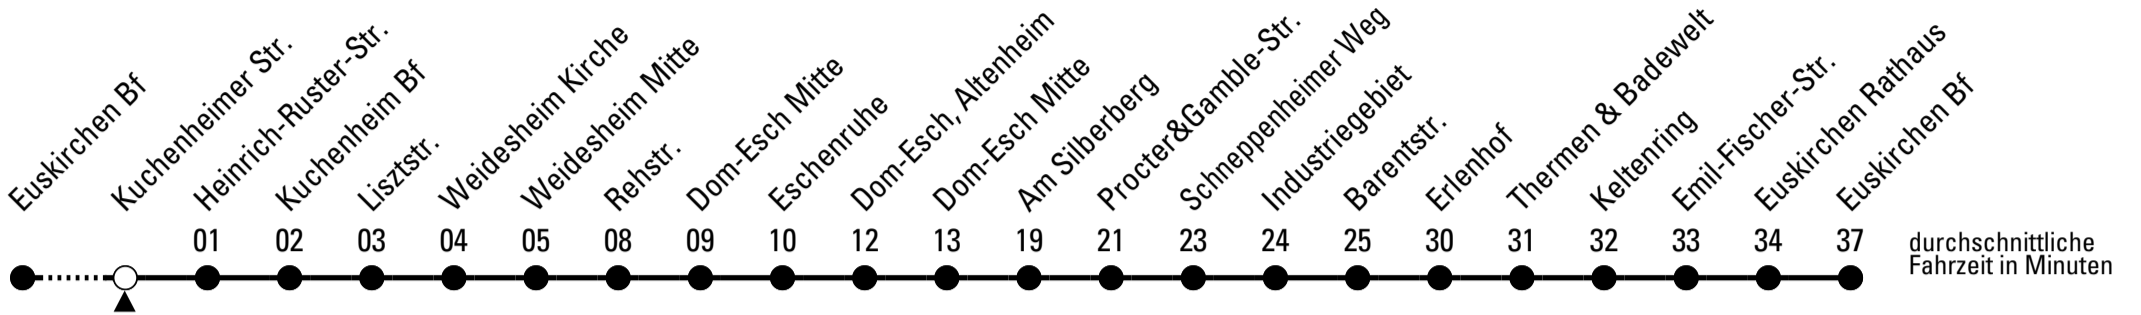 Euskirchen Bf
Kuchenheimer Str.
Heinrich-Ruster-Str.
Kuchenheim Bf
Lisztstr.
Weidesheim Kirche
Weidesheim Mitte
Rehstr.
Dom-Esch Mitte
Eschenruhe
Dom-Esch, Altenheim
Dom-Esch Mitte
Am Silberberg
Procter&Gamble-Str.
Schneppenheimer Weg
Industriegebiet
Barentstr.
Erlenhof
Thermen & Badewelt
Keltenring
Emil-Fischer-Str.
Euskirchen Rathaus
Euskirchen Bf
01 02 03 04 05 08 09 10 12 13 19 21 23 24 25 30 31 32 33 34 37
durchschnittliche
Fahrzeit in Minuten